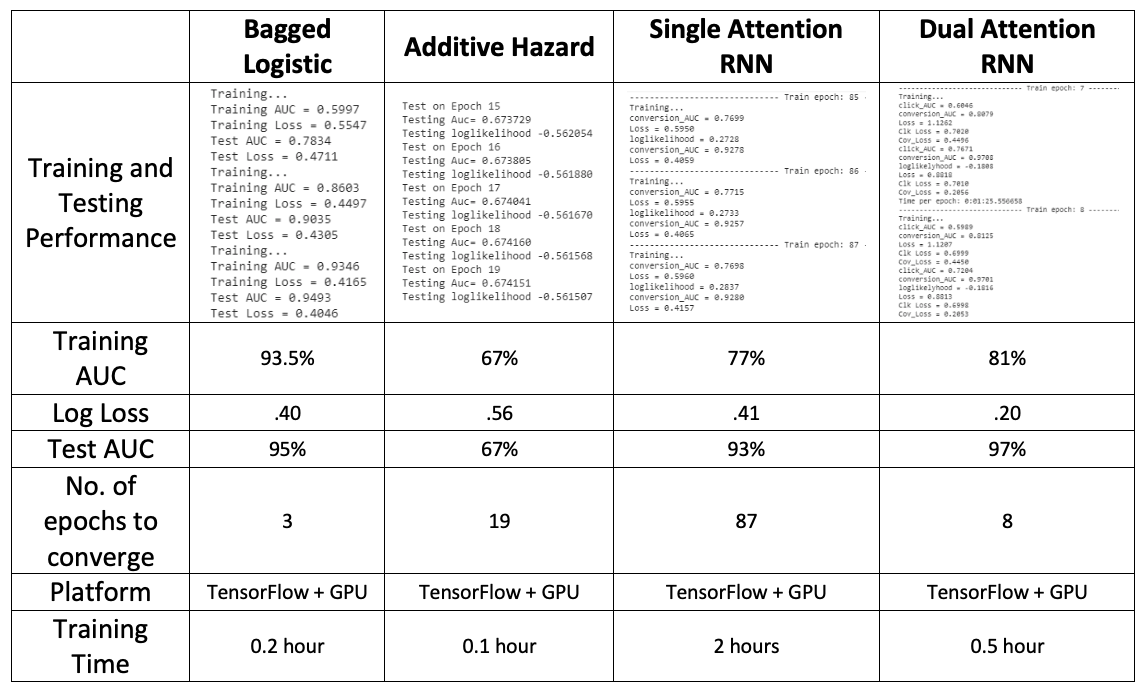 Bagged
Logistic
Additive Hazard
Single Attention
RNN
Dual Attention
RNN
Training and
Testing
Performance
Training...
Training AUC = 0.5997
Training Loss = 0.5547
Test AUC = 0.7834
Test Loss = 0.4711
Training...
Training AUC = 0.8603
Training Loss = 0.4497
Test AUC = 0.9035
Test Loss = 0.4305
Training...
Training AUC = 0.9346
Training Loss = 0.4165
Test AUC = 0.9493
Test Loss = 0.4046
Test on Epoch 15
Testing Auc= 0.673729
Testing loglikelihood -0.562054
Test on Epoch 16
Testing Auc= 0.673805
Testing loglikelihood -0.561880
Test on Epoch 17
Testing Auc= 0.674041
Testing loglikelihood -0.561670
Test on Epoch 18
Testing Auc= 0.674160
Testing loglikelihood -0.561568
Test on Epoch 19
Testing Auc= 0.674151
Testing loglikelihood -0.561507
------------------------------ Train epoch: 85 -
Training...
conversion_AUC = 0.7699
Loss = 0.5950
loglikelihood = 0.2728
conversion_AUC = 0.9278
Loss = 0.4059
------------------------------ Train epoch: 86 -
Training...
conversion_AUC = 0.7715
Loss = 0.5955
loglikelihood = 0.2733
conversion_AUC = 0.9257
Loss = 0.4065
------------------------------ Train epoch: 87 -
Training...
conversion_AUC = 0.7698
Loss = 0.5960
loglikelihood = 0.2837
conversion_AUC = 0.9280
Loss = 0.4157
------------------------------ Train epoch: 7 --------
Training...
click_AUC = 0.6046
conversion_AUC = 0.8079
Loss = 1.1262
Clk Loss = 0.7020
Cov_Loss = 0.4496
click_AUC = 0.7671
conversion_AUC = 0.9708
loglikelyhood = -0.1808
Loss = 0.8818
Clk Loss = 0.7010
Cov_Loss = 0.2056
Time per epoch: 0:01:25.556658
------------------------------ Train epoch: 8 --------
Training...
click_AUC = 0.5989
conversion_AUC = 0.8125
Loss = 1.1207
Clk Loss = 0.6999
Cov_Loss = 0.4450
click_AUC = 0.7204
conversion_AUC = 0.9701
loglikelyhood = -0.1816
Loss = 0.8813
Clk Loss = 0.6998
Cov_Loss = 0.2053
Training
AUC
93.5%
67%
77%
81%
Log Loss
.40
.56
.41
.20
Test AUC
95%
67%
93%
97%
No. of
epochs to
converge
3
19
87
8
Platform
TensorFlow + GPU
TensorFlow + GPU
TensorFlow + GPU
TensorFlow + GPU
Training
Time
0.2 hour
0.1 hour
2 hours
0.5 hour